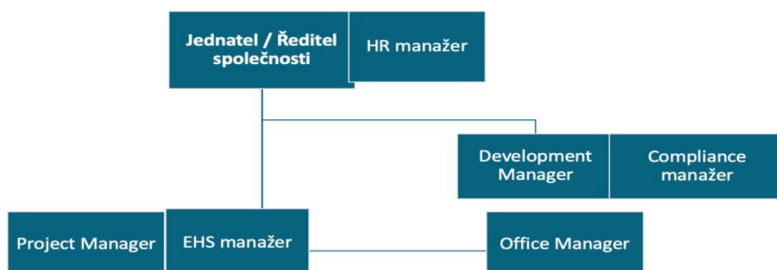 Jednatel / Ředitel
společnosti
HR manažer
Development
Manager
Compliance
manažer
Project Manager
EHS manažer
Office Manager